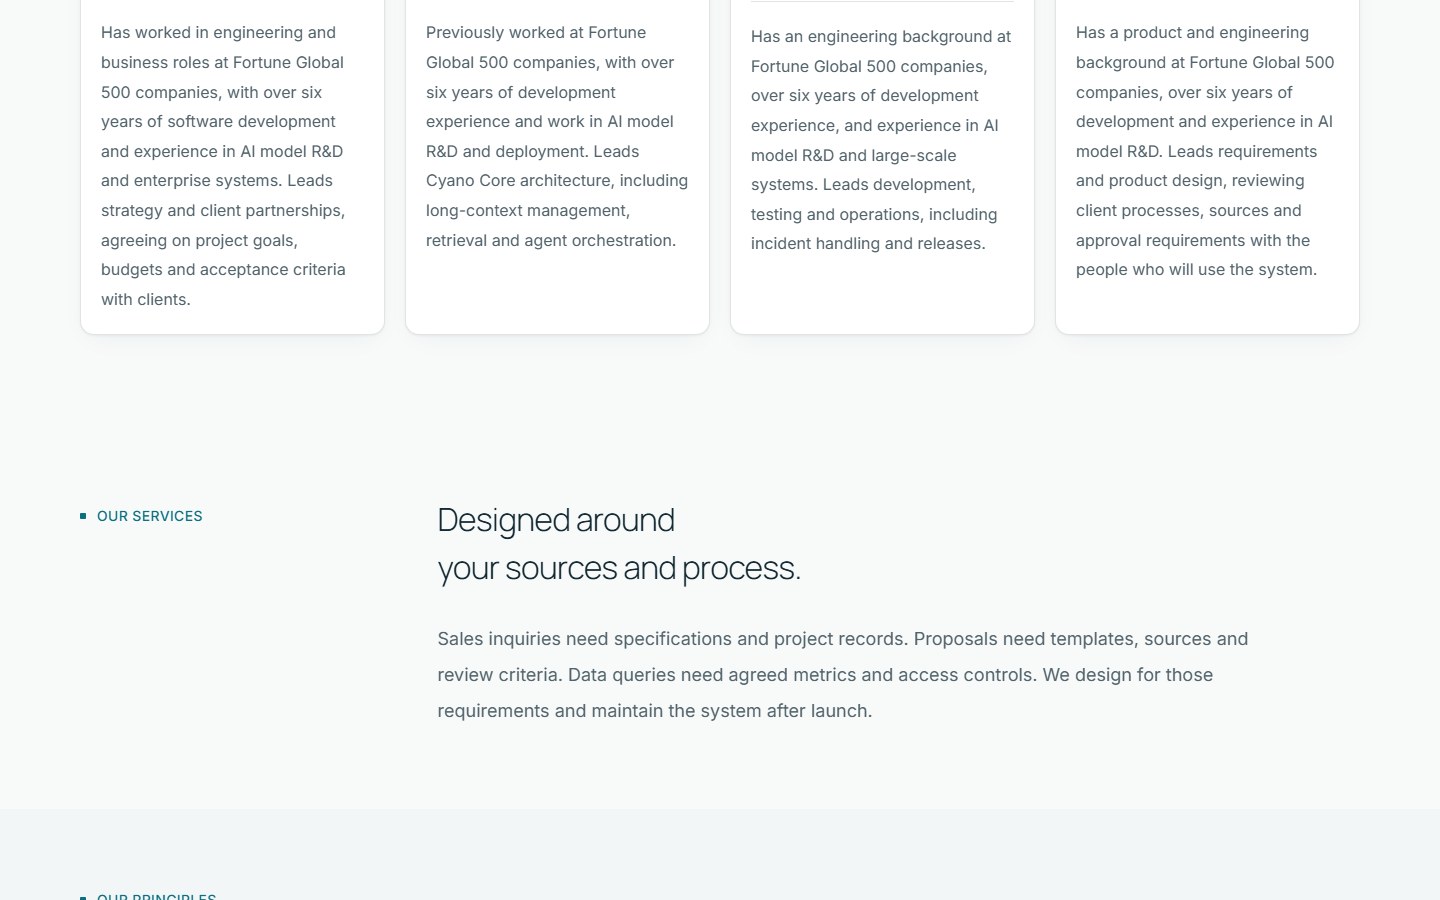 Has worked in engineering and
business roles at Fortune Global
500 companies, with over six
years of software development
and experience in AI model R&D
and enterprise systems. Leads
strategy and client partnerships,
agreeing on project goals,
budgets and acceptance criteria
with clients.
Previously worked at Fortune
Global 500 companies, with over
six years of development
experience and work in AI model
R&D and deployment. Leads
Cyano Core architecture, including
long-context management,
retrieval and agent orchestration.
Has an engineering background at
Fortune Global 500 companies,
over six years of development
experience, and experience in AI
model R&D and large-scale
systems. Leads development,
testing and operations, including
incident handling and releases.
Has a product and engineering
background at Fortune Global 500
companies, over six years of
development and experience in AI
model R&D. Leads requirements
and product design, reviewing
client processes, sources and
approval requirements with the
people who will use the system.
OUR SERVICES
Designed around
your sources and process.
Sales inquiries need specifications and project records. Proposals need templates, sources and
review criteria. Data queries need agreed metrics and access controls. We design for those
requirements and maintain the system after launch.
OUR PRINCIPLES